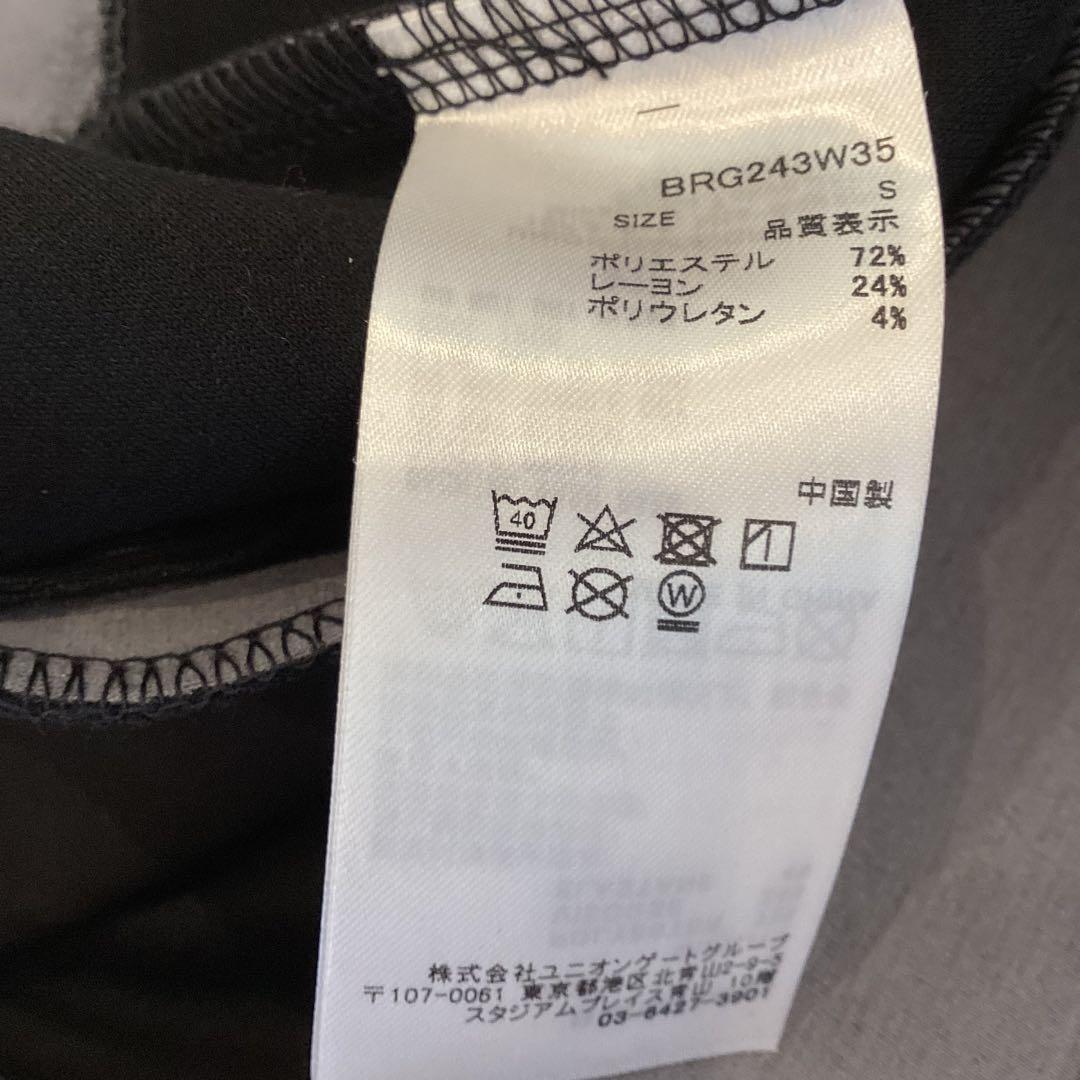 BRG243W35
SIZE S
品質表示
ポリエステル 72%
レーヨン 24%
ポリウレタン 4%
中国製
40
W
株式会社ユニオンゲートグループ
〒107-0061 東京都港区北青山2-9-5
スタジアムプレイス青山 10階
03-6427-3901